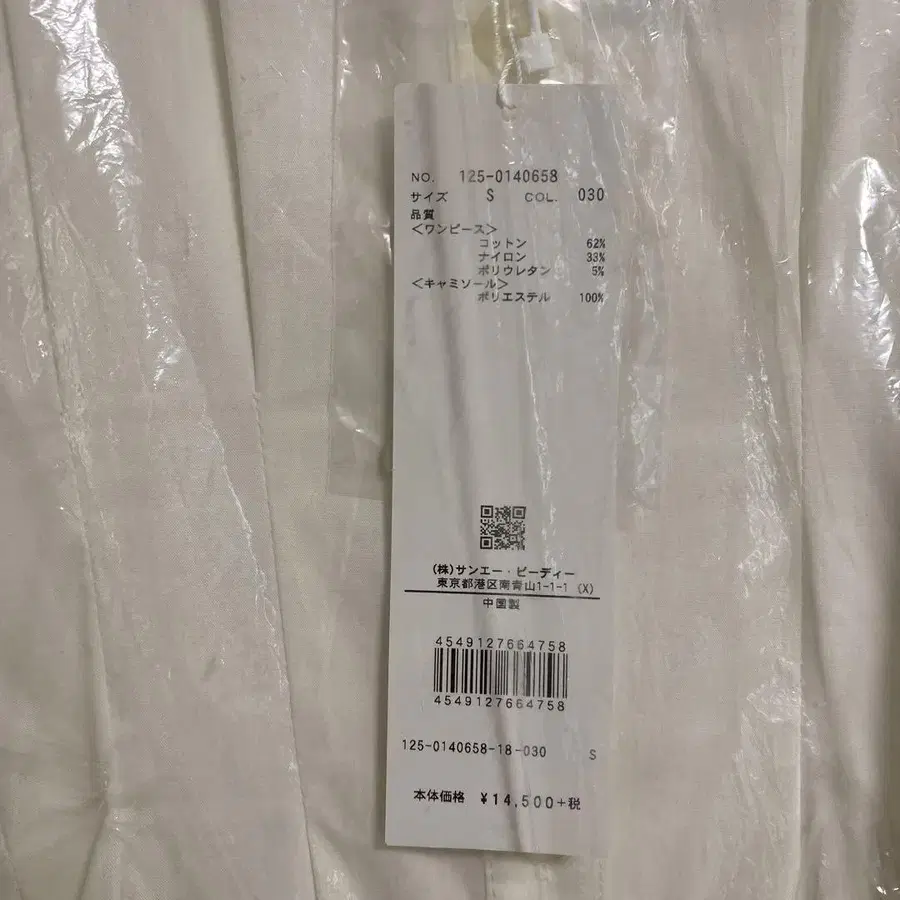 NO. 125-0140658
サイズ S COL. 030
品質
＜ワンピース＞
コットン 62%
ナイロン 33%
ポリウレタン 5%
＜キャミソール＞
ポリエステル 100%
(株)サンエー・ビーディー
東京都港区南青山1-1-1 (X)
中国製
4549127664758
4549127664758
125-0140658-18-030 S
本体価格 ¥14,500+税